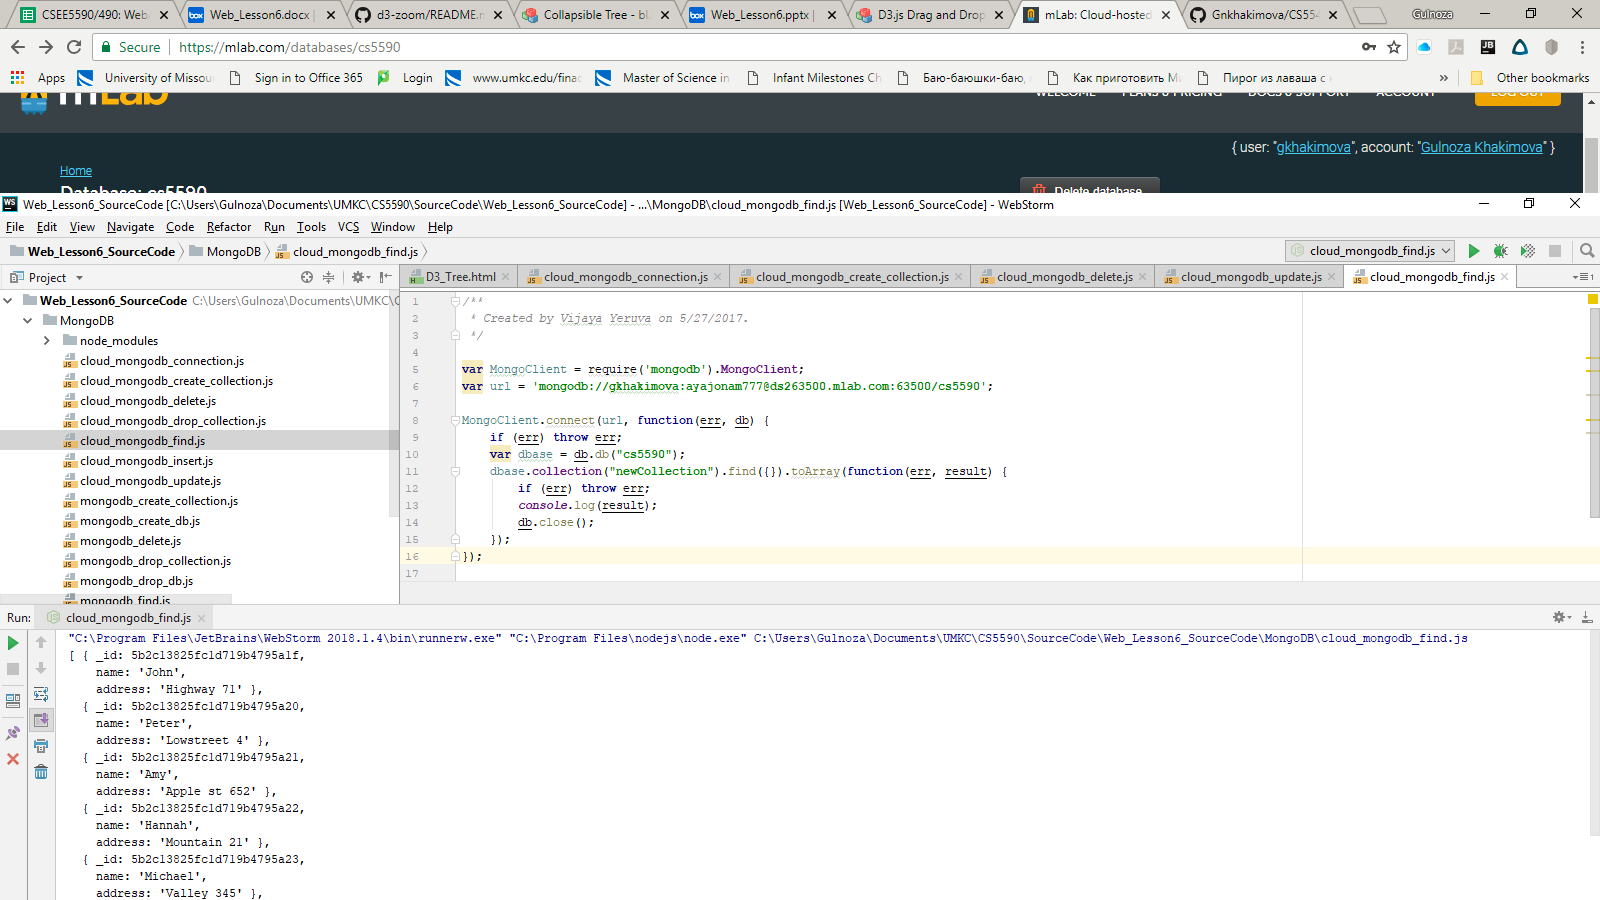 CSEE5590/490: Web/
Web_Lesson6.docx |
d3-zoom/README.m
Collapsible Tree - bl.
Web_Lesson6.pptx |
D3.js Drag and Drop
mLab: Cloud-hosted
Gnkhakimova/CS554
Gulnoza
Secure
https://mlab.com/databases/cs5590
Apps
University of Missou
Sign in to Office 365
Login
www.umkc.edu/finac
Master of Science in
Infant Milestones Ch
Баю-баюшки-баю,
Как приготовить Ми
Пирог из лаваша с
»
Other bookmarks
mLab
WELCOME PLANS & PRICING DOCS & SUPPORT ACCOUNT LOG OUT
{ user: "gkhakimova", account: "Gulnoza Khakimova" }
Home
Database: cs5590
Delete database
Web_Lesson6_SourceCode [C:\Users\Gulnoza\Documents\UMKC\CS5590\SourceCode\Web_Lesson6_SourceCode] - ...\MongoDB\cloud_mongodb_find.js [Web_Lesson6_SourceCode] - WebStorm
File Edit View Navigate Code Refactor Run Tools VCS Window Help
Web_Lesson6_SourceCode MongoDB cloud_mongodb_find.js
cloud_mongodb_find.js
Project
D3_Tree.html cloud_mongodb_connection.js cloud_mongodb_create_collection.js cloud_mongodb_delete.js cloud_mongodb_update.js cloud_mongodb_find.js
Web_Lesson6_SourceCode C:\Users\Gulnoza\Documents\UMKC\C
MongoDB
node_modules
cloud_mongodb_connection.js
cloud_mongodb_create_collection.js
cloud_mongodb_delete.js
cloud_mongodb_drop_collection.js
cloud_mongodb_find.js
cloud_mongodb_insert.js
cloud_mongodb_update.js
mongodb_create_collection.js
mongodb_create_db.js
mongodb_delete.js
mongodb_drop_collection.js
mongodb_drop_db.js
mongodb_find.js
1 /**
2 * Created by Vijaya Yeruva on 5/27/2017.
3 */
4
5 var MongoClient = require('mongodb').MongoClient;
6 var url = 'mongodb://gkhakimova:ayajonam777@ds263500.mlab.com:63500/cs5590';
7
8 MongoClient.connect(url, function(err, db) {
9 if (err) throw err;
10 var dbase = db.db("cs5590");
11 dbase.collection("newCollection").find({}).toArray(function(err, result) {
12 if (err) throw err;
13 console.log(result);
14 db.close();
15 });
16 });
17
Run: cloud_mongodb_find.js
"C:\Program Files\JetBrains\WebStorm 2018.1.4\bin\runnerw.exe" "C:\Program Files\nodejs\node.exe" C:\Users\Gulnoza\Documents\UMKC\CS5590\SourceCode\Web_Lesson6_SourceCode\MongoDB\cloud_mongodb_find.js
[ { _id: 5b2c13825fc1d719b4795a1f,
name: 'John',
address: 'Highway 71' },
{ _id: 5b2c13825fc1d719b4795a20,
name: 'Peter',
address: 'Lowstreet 4' },
{ _id: 5b2c13825fc1d719b4795a21,
name: 'Amy',
address: 'Apple st 652' },
{ _id: 5b2c13825fc1d719b4795a22,
name: 'Hannah',
address: 'Mountain 21' },
{ _id: 5b2c13825fc1d719b4795a23,
name: 'Michael',
address: 'Valley 345' },